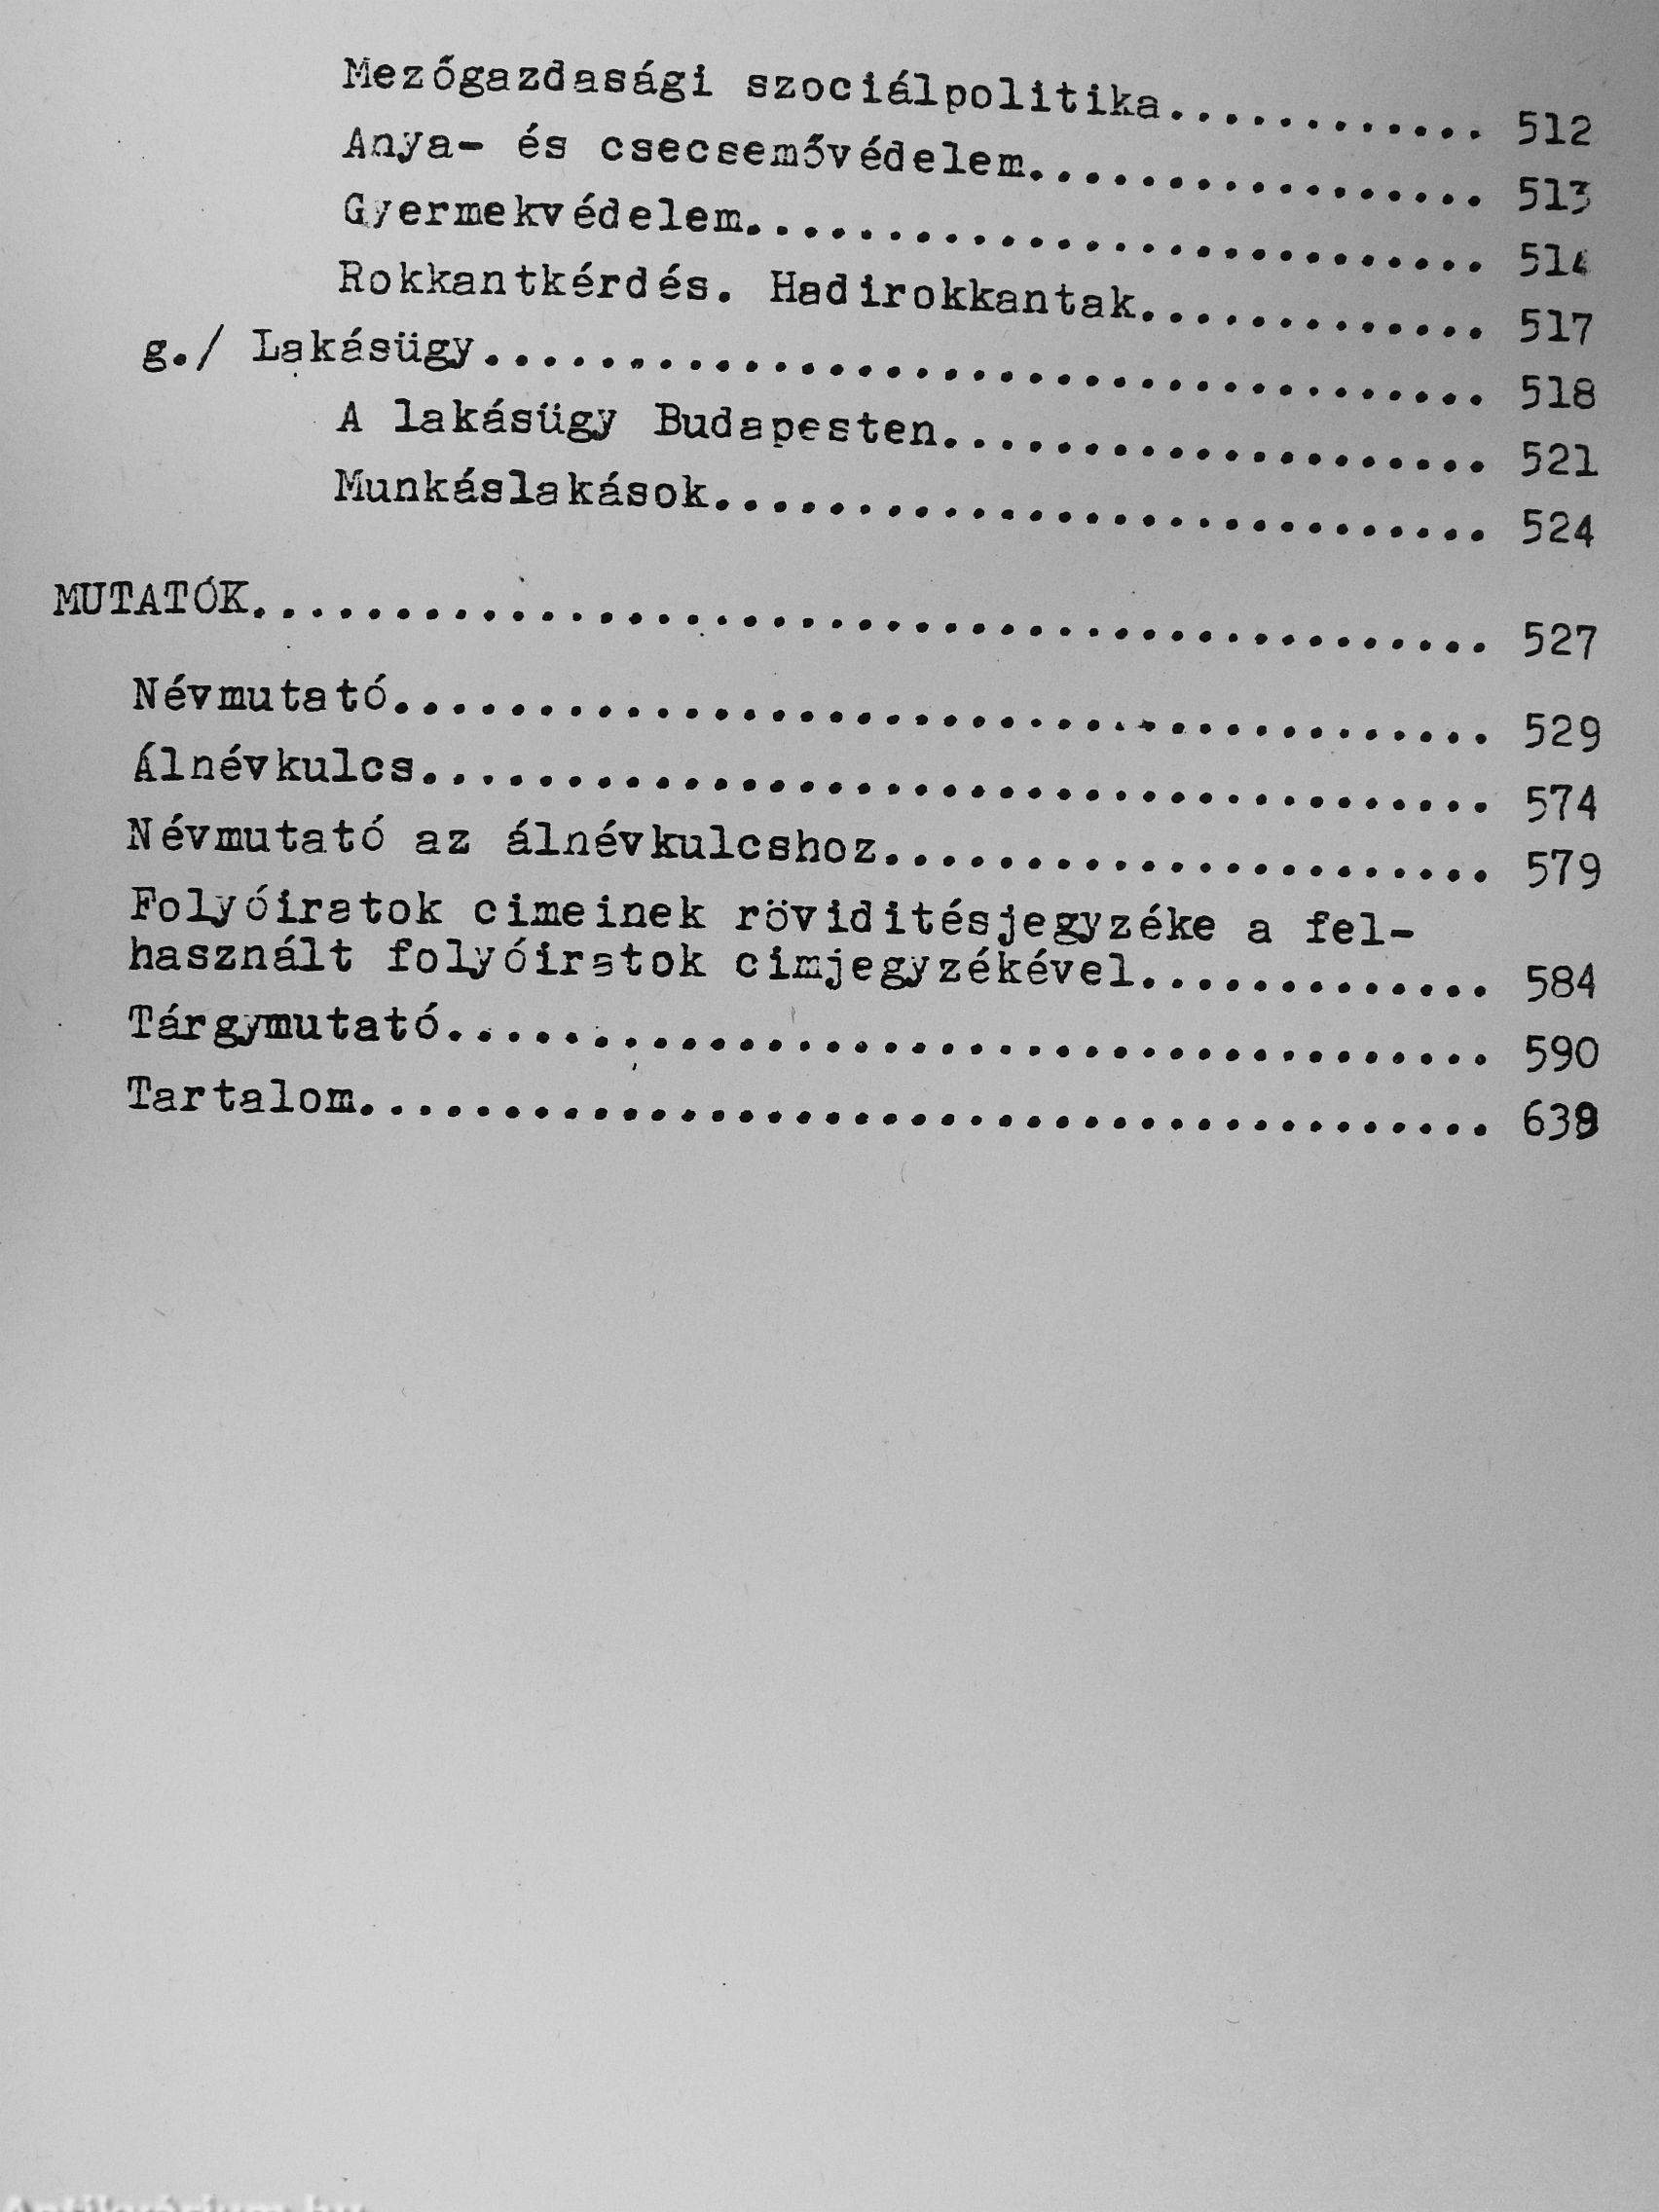 Mezőgazdasági szociálpolitika............ 512
Anya- és csecsemővédelem................. 513
Gyermekvédelem........................... 514
Rokkantkérdés. Hadirokkantak............. 517
g./ Lakásügy................................... 518
A lakásügy Budapesten.................... 521
Munkáslakások............................ 524
MUTATÓK........................................... 527
Névmutató...................................... 529
Álnévkulcs..................................... 574
Névmutató az álnévkulcshoz..................... 579
Folyóiratok cimeinek röviditésjegyzéke a fel-
használt folyóiratok cimjegyzékével............. 584
Tárgymutató.................................... 590
Tartalom.......................................